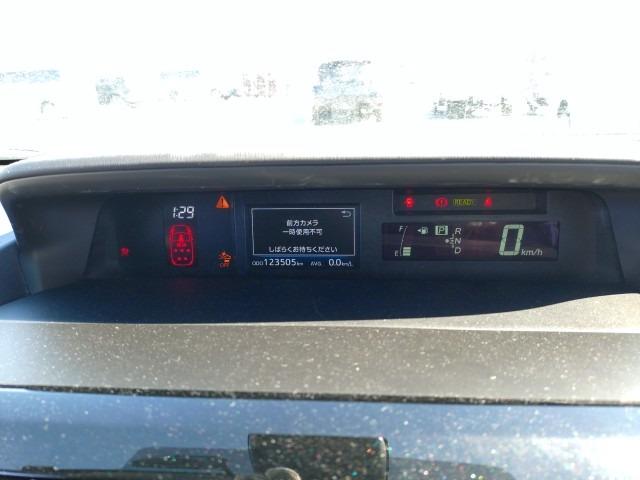 1:29
OFF
前方カメラ
一時使用不可
しばらくお待ちください
ODO 123505 km AVG. 0.0 km/L
READY
F
E
P
R
N
D
0 km/h